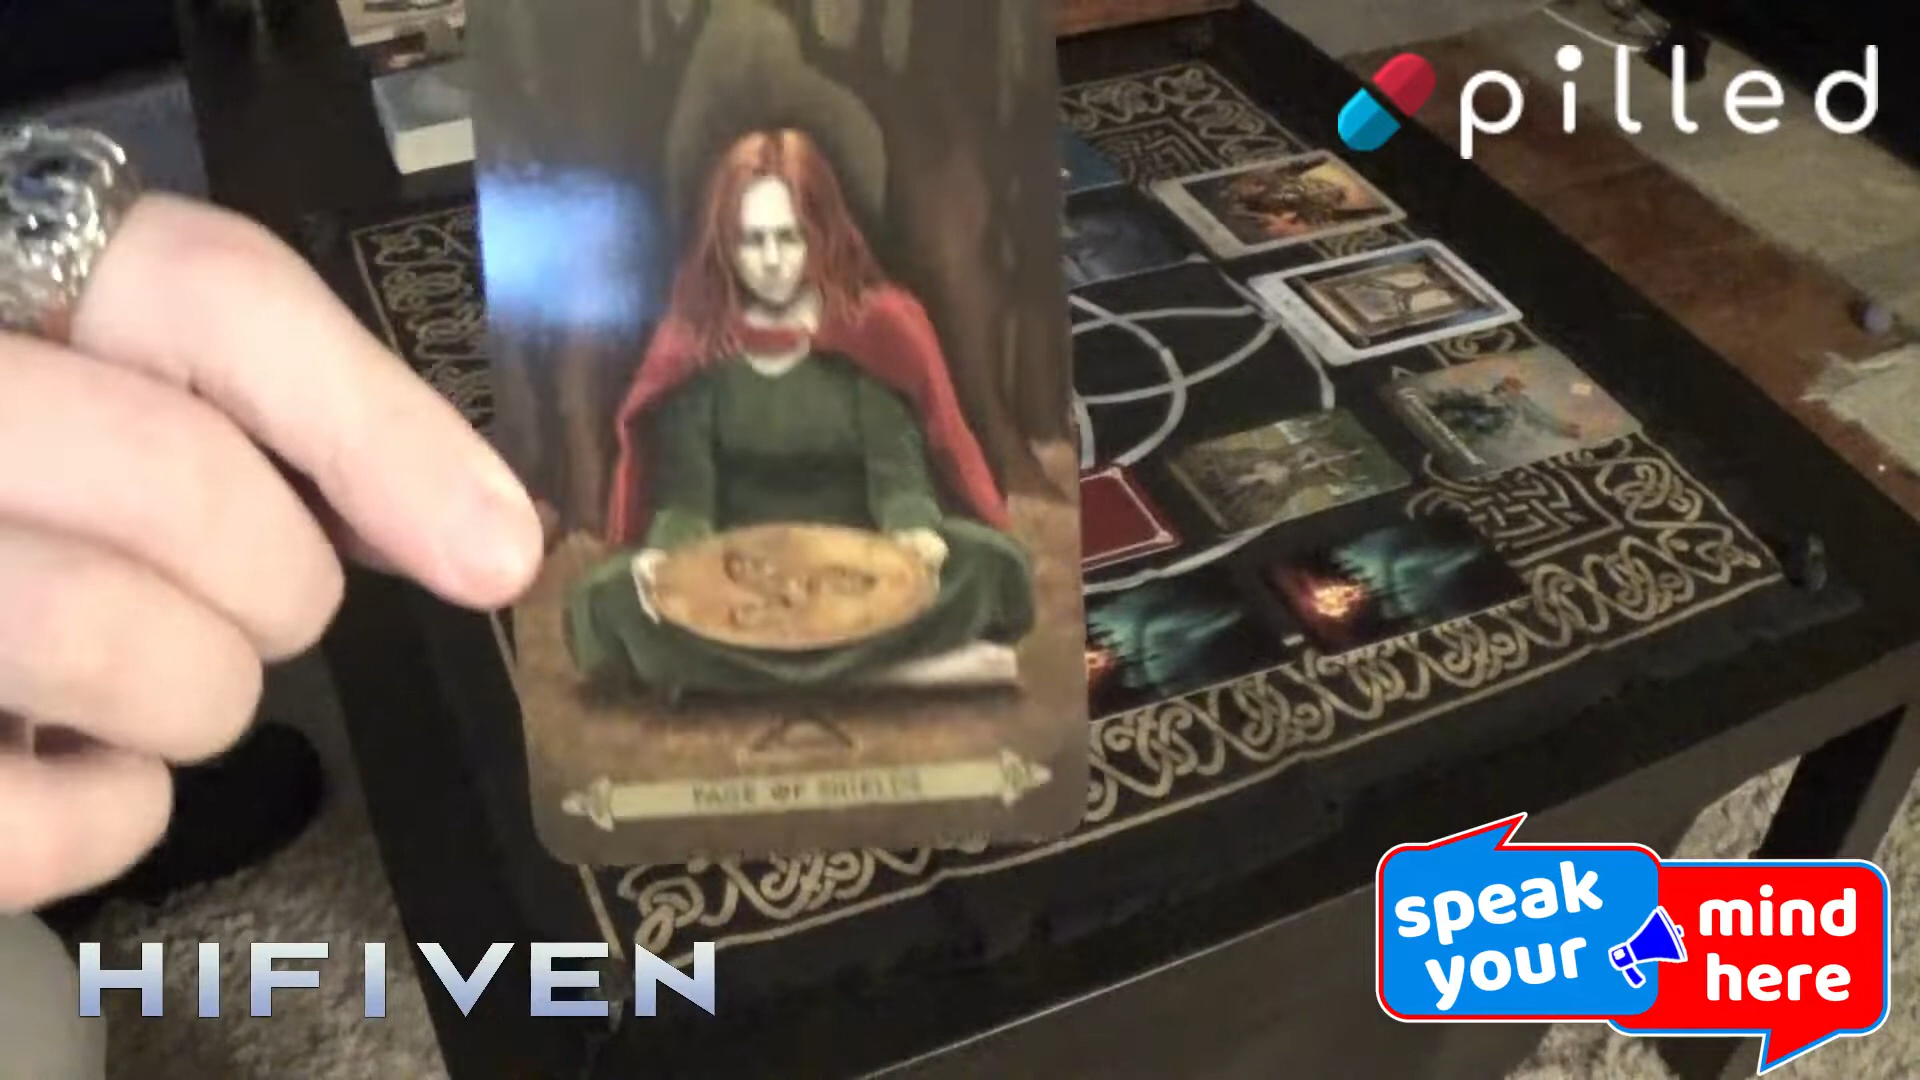 pilled
PAGE OF SHIELDS
speak
your
mind
here
HIFIVEN